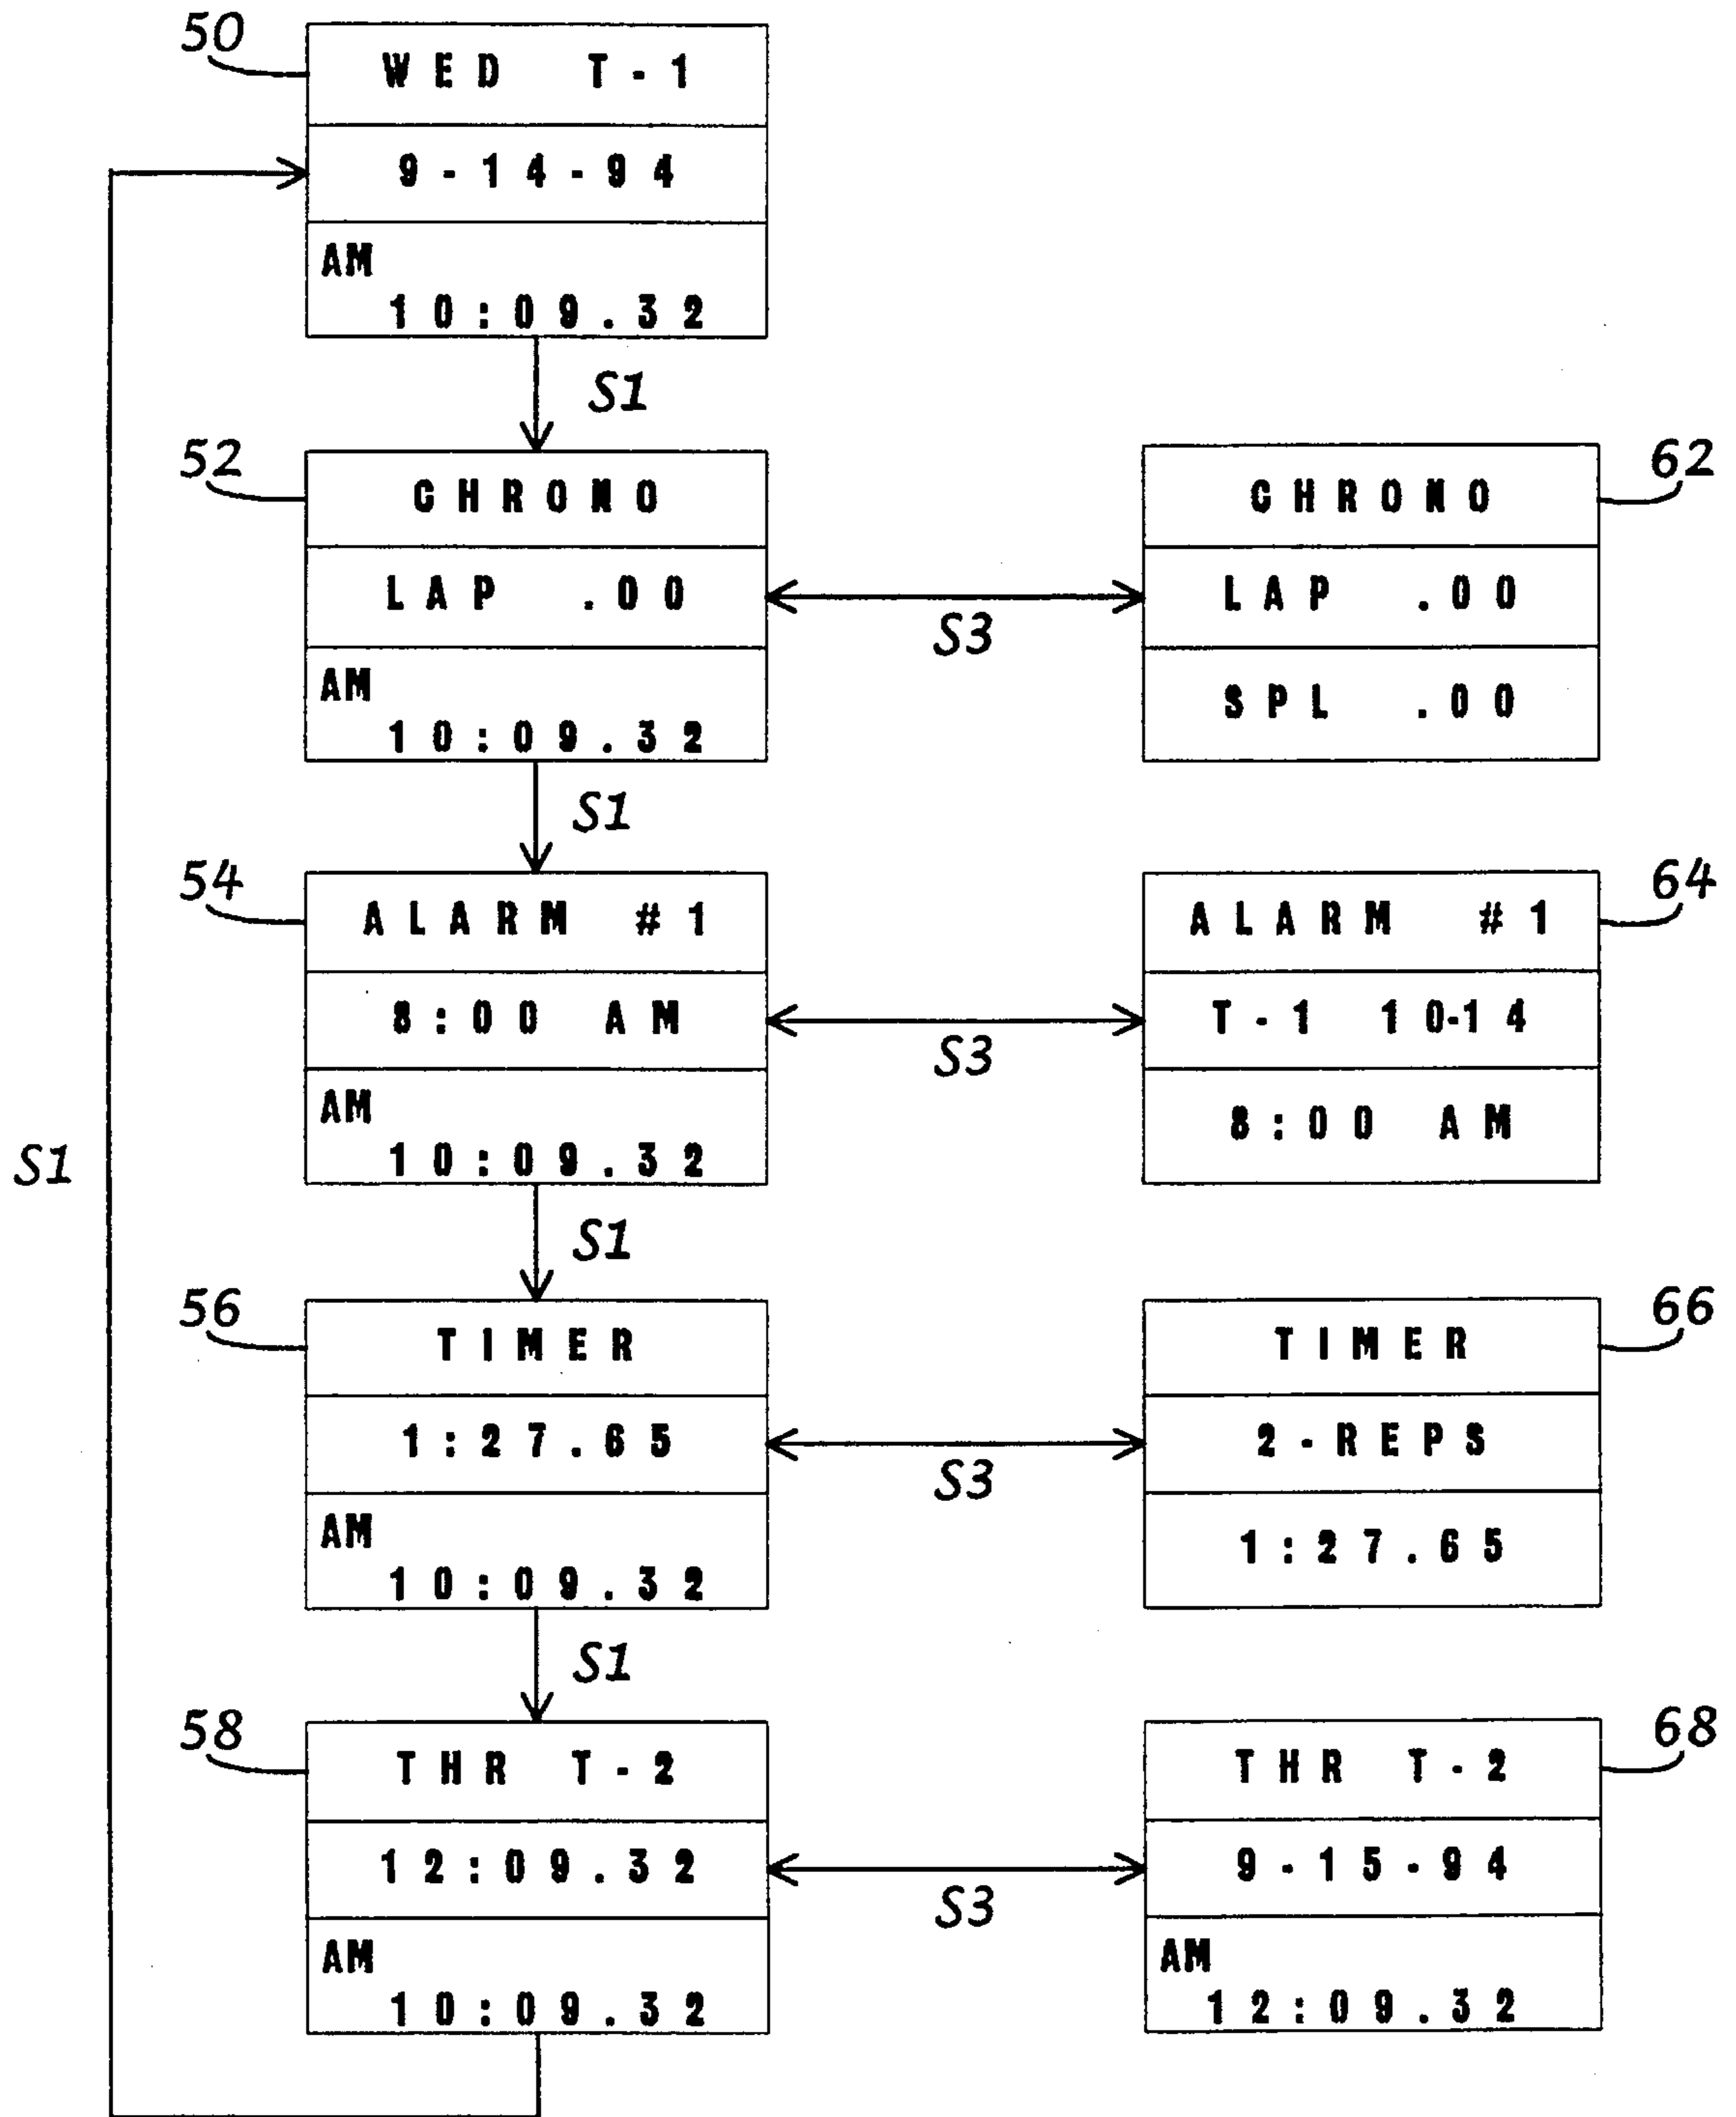 50
WED T-1
9-14-94
AM
10:09.32
S1
52
CHRONO
LAP .00
AM
10:09.32
S3
62
CHRONO
LAP .00
SPL .00
S1
54
ALARM #1
8:00 AM
AM
10:09.32
S3
64
ALARM #1
T-1 10-14
8:00 AM
S1
S1
56
TIMER
1:27.65
AM
10:09.32
S3
66
TIMER
2-REPS
1:27.65
S1
58
THR T-2
12:09.32
AM
10:09.32
S3
68
THR T-2
9-15-94
AM
12:09.32